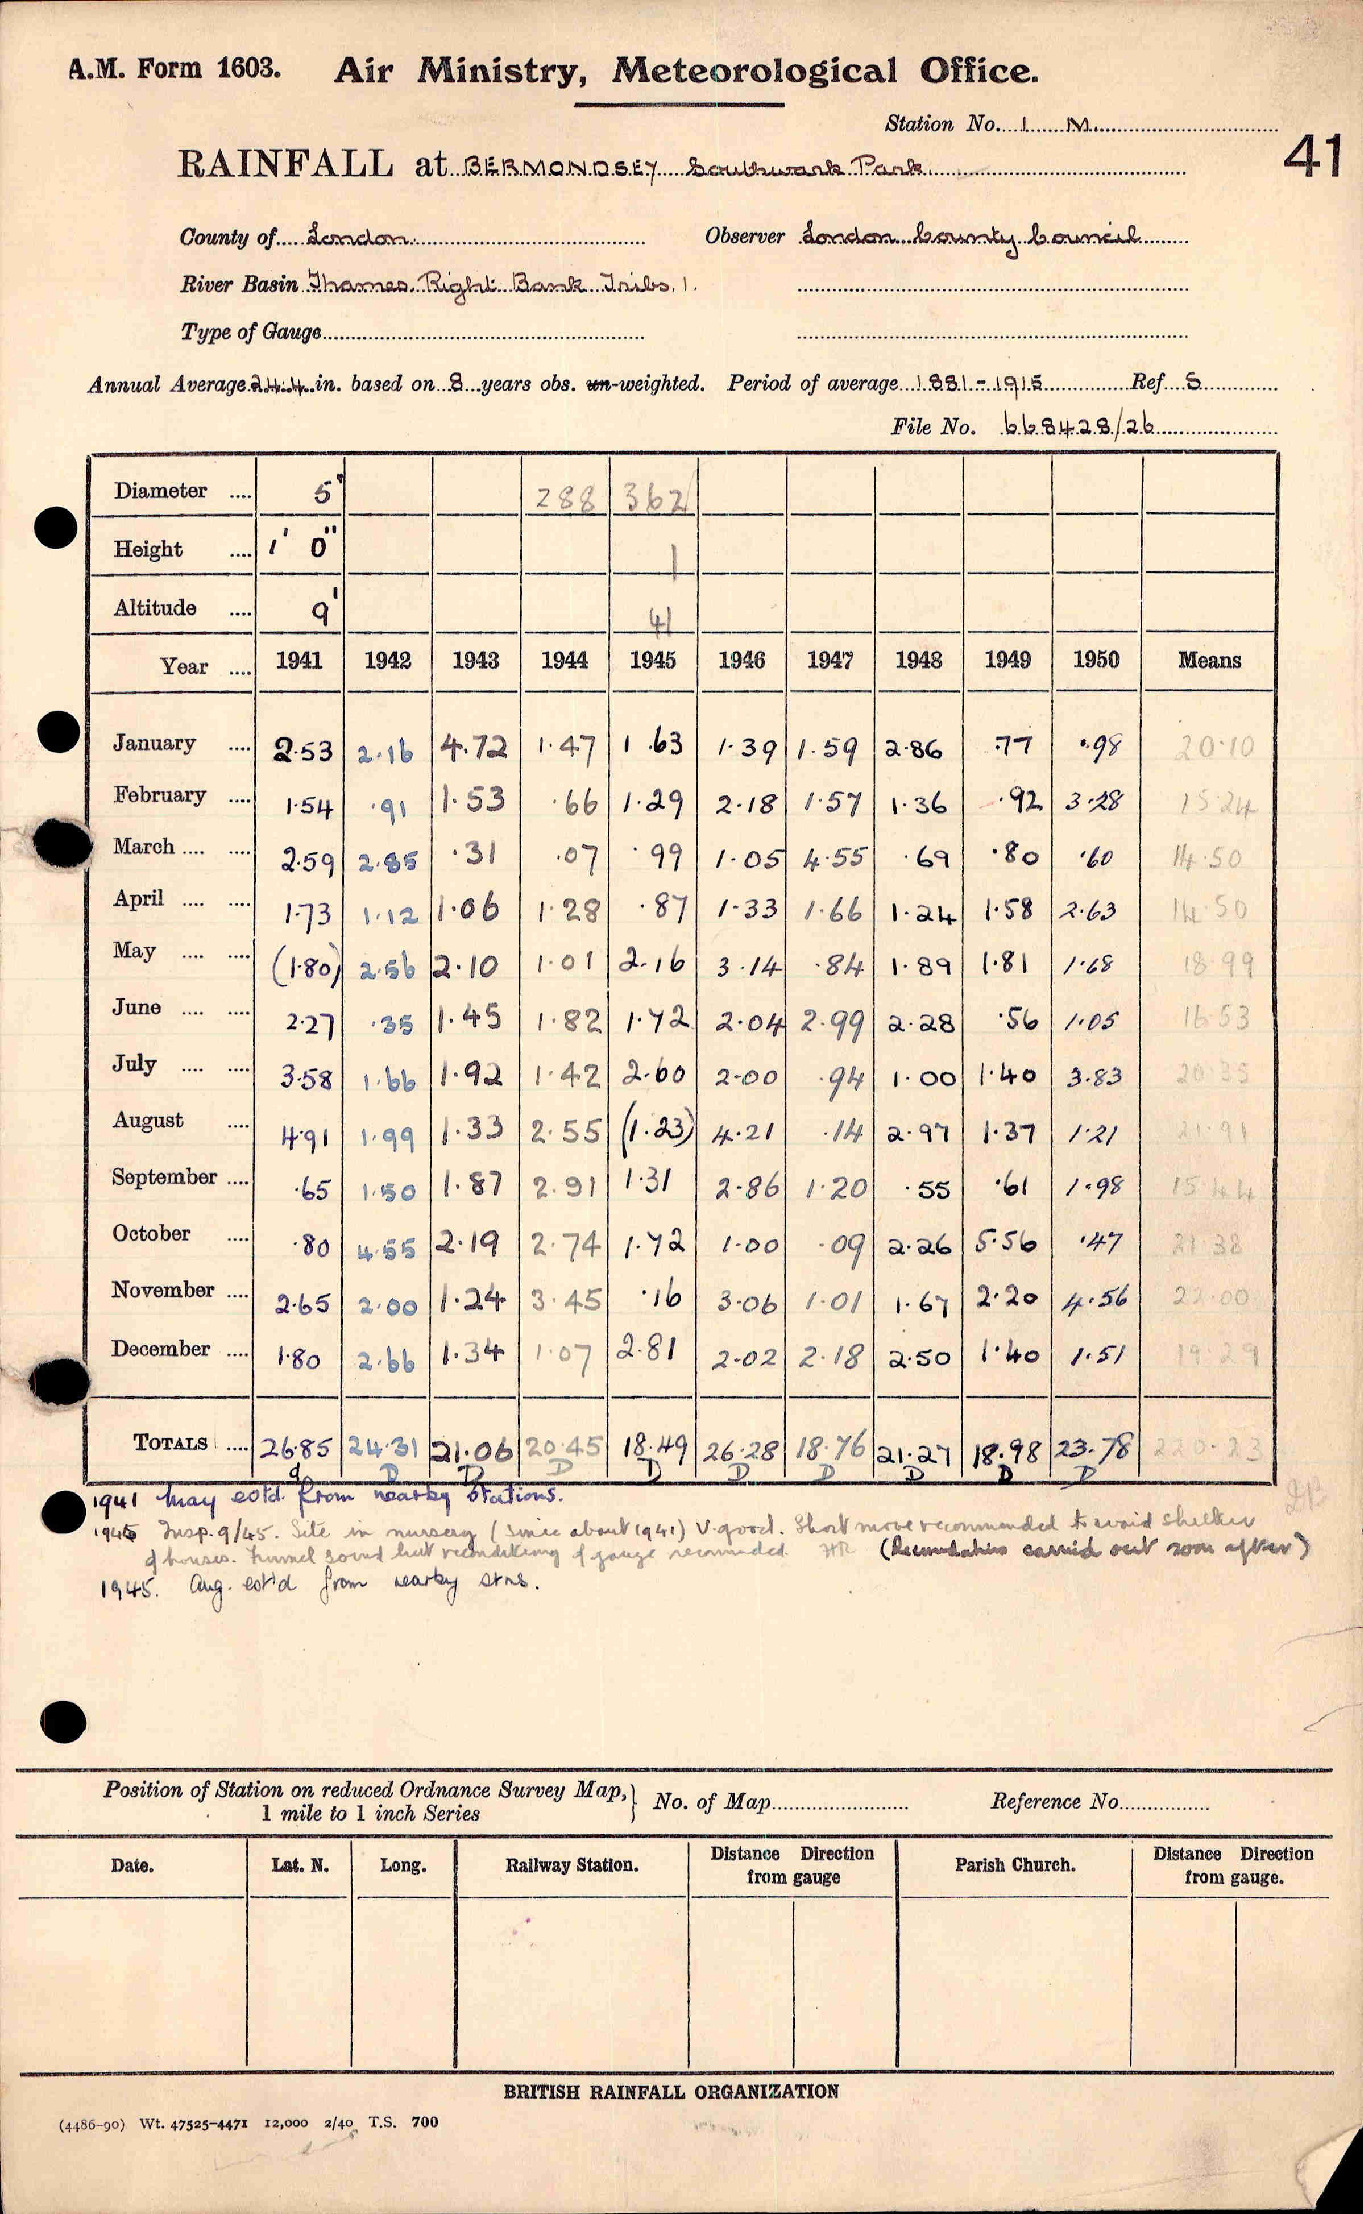 A.M. Form 1603. Air Ministry, Meteorological Office.
Station No. 1 M
41
RAINFALL at BERMONDSEY Southwark Park
County of London Observer London County Council
River Basin Thames Right Bank Tribs. 1.
Type of Gauge
Annual Average 24.4 in. based on 8 years obs. un-weighted. Period of average 1881-1915 Ref S
File No. 668428/26
Diameter .... 5" 288 362
Height .... 1' 0" 1
Altitude .... 9' 41
Year .... 1941 1942 1943 1944 1945 1946 1947 1948 1949 1950 Means
January .... 2.53 2.16 4.72 1.47 1.63 1.39 1.59 2.86 .77 .98 20.10
February .... 1.54 .91 1.53 .66 1.29 2.18 1.57 1.36 .92 3.28 15.24
March .... .... 2.59 2.85 .31 .07 .99 1.05 4.55 .69 .80 .60 14.50
April .... .... 1.73 1.12 1.06 1.28 .87 1.33 1.66 1.24 1.58 2.63 14.50
May .... .... (1.80) 2.56 2.10 1.01 2.16 3.14 .84 1.89 1.81 1.68 18.99
June .... .... 2.27 .35 1.45 1.82 1.72 2.04 2.99 2.28 .56 1.05 16.53
July .... .... 3.58 1.66 1.92 1.42 2.60 2.00 .94 1.00 1.40 3.83 20.35
August .... 4.91 1.99 1.33 2.55 (1.23) 4.21 .14 2.97 1.37 1.21 21.91
September .... .65 1.50 1.87 2.91 1.31 2.86 1.20 .55 .61 1.98 15.44
October .... .80 4.55 2.19 2.74 1.72 1.00 .09 2.26 5.56 .47 21.38
November .... 2.65 2.00 1.24 3.45 .16 3.06 1.01 1.67 2.20 4.56 22.00
December .... 1.80 2.66 1.34 1.07 2.81 2.02 2.18 2.50 1.40 1.51 19.29
TOTALS .... 26.85 24.31 21.06 20.45 18.49 26.28 18.76 21.27 18.98 23.78 220.23
D D D D D D D D D
1941 May est'd from nearby stations.
1945 Insp. 9/45. Site in nursery (since about 1941) V. good. Short move recommended to avoid shelter
of houses. Funnel sound but reconditioning of gauge recommended HR ( carried out soon after)
1945. Aug. est'd from nearby stns.
Position of Station on reduced Ordnance Survey Map, } No. of Map Reference No.
1 mile to 1 inch Series
Date. Lat. N. Long. Railway Station. Distance Direction from gauge Parish Church. Distance Direction from gauge.
BRITISH RAINFALL ORGANIZATION
(4486-90) Wt. 47525-4471 12,000 2/40 T.S. 700